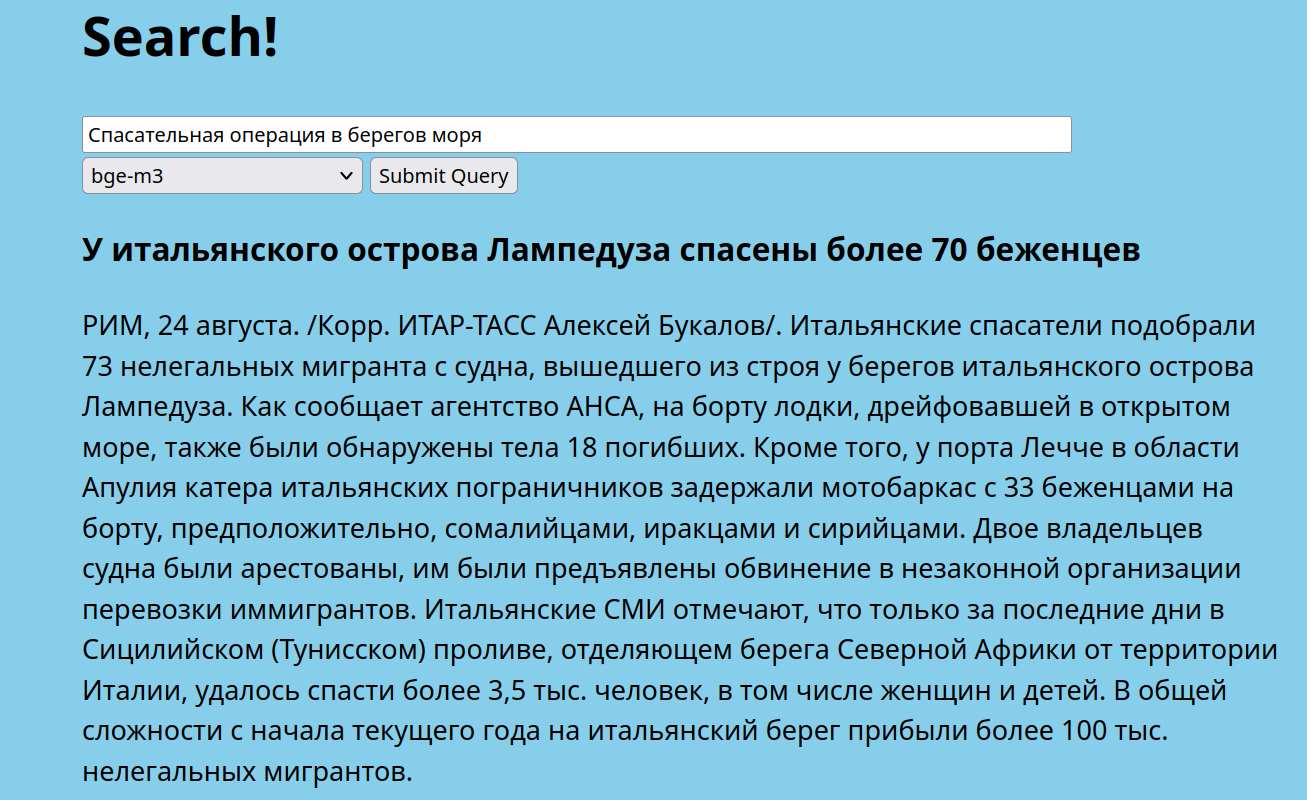 Search!
Спасательная операция в берегов моря
bge-m3
Submit Query
У итальянского острова Лампедуза спасены более 70 беженцев
РИМ, 24 августа. /Корр. ИТАР-ТАСС Алексей Букалов/. Итальянские спасатели подобрали
73 нелегальных мигранта с судна, вышедшего из строя у берегов итальянского острова
Лампедуза. Как сообщает агентство АНСА, на борту лодки, дрейфовавшей в открытом
море, также были обнаружены тела 18 погибших. Кроме того, у порта Лечче в области
Апулия катера итальянских пограничников задержали мотобаркас с 33 беженцами на
борту, предположительно, сомалийцами, иракцами и сирийцами. Двое владельцев
судна были арестованы, им были предъявлены обвинение в незаконной организации
перевозки иммигрантов. Итальянские СМИ отмечают, что только за последние дни в
Сицилийском (Тунисском) проливе, отделяющем берега Северной Африки от территории
Италии, удалось спасти более 3,5 тыс. человек, в том числе женщин и детей. В общей
сложности с начала текущего года на итальянский берег прибыли более 100 тыс.
нелегальных мигрантов.